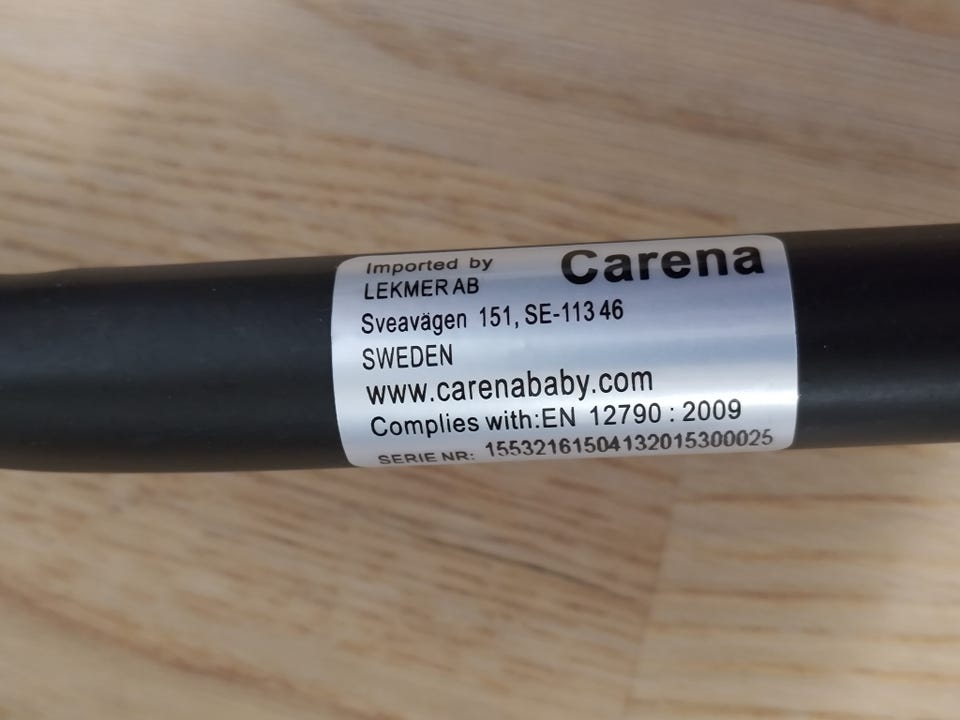 Carena
Imported by
LEKMER AB
Sveavägen 151, SE-113 46
SWEDEN
www.carenababy.com
Complies with:EN 12790 : 2009
SERIE NR: 15532161504132015300025